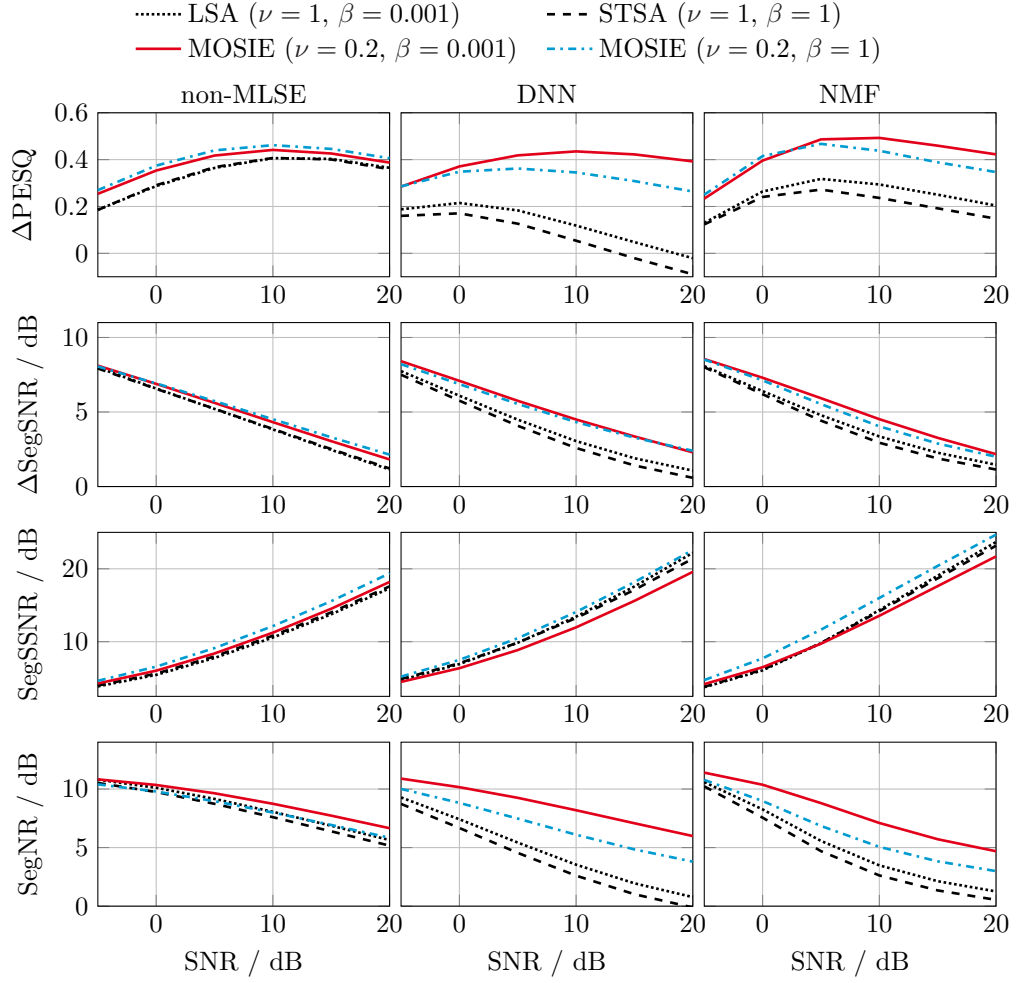 LSA (ν = 1, β = 0.001) STSA (ν = 1, β = 1)
MOSIE (ν = 0.2, β = 0.001) MOSIE (ν = 0.2, β = 1)
non-MLSE DNN NMF
ΔPESQ
0.6
0.4
0.2
0
0 10 20 0 10 20 0 10 20
ΔSegSNR / dB
10
5
0
0 10 20 0 10 20 0 10 20
SegSSNR / dB
20
10
0 10 20 0 10 20 0 10 20
SegNR / dB
10
5
0
0 10 20 0 10 20 0 10 20
SNR / dB SNR / dB SNR / dB